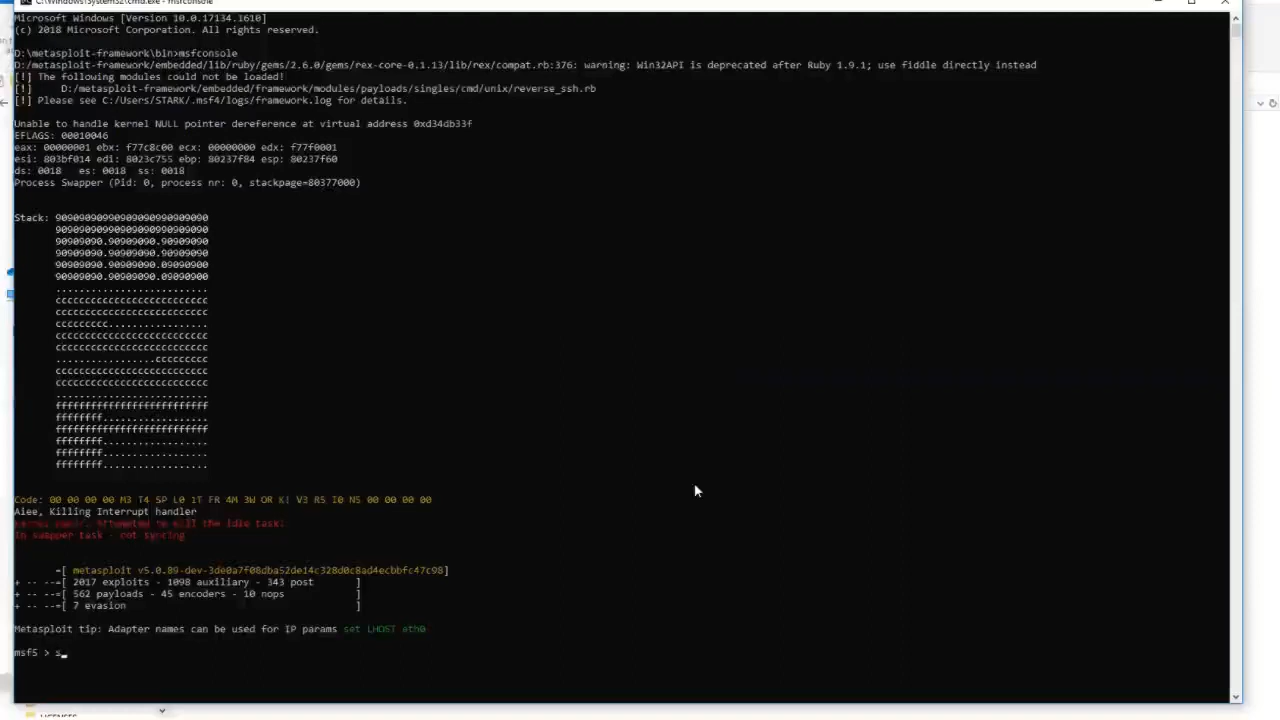 C:\Windows\System32\cmd.exe - msfconsole
Microsoft Windows [Version 10.0.17134.1610]
(c) 2018 Microsoft Corporation. All rights reserved.
D:\metasploit-framework\bin>msfconsole
D:/metasploit-framework/embedded/lib/ruby/gems/2.6.0/gems/rex-core-0.1.13/lib/rex/compat.rb:376: warning: Win32API is deprecated after Ruby 1.9.1; use fiddle directly instead
[!] The following modules could not be loaded!
[!]     D:/metasploit-framework/embedded/framework/modules/payloads/singles/cmd/unix/reverse_ssh.rb
[!] Please see C:/Users/STARK/.msf4/logs/framework.log for details.
Unable to handle kernel NULL pointer dereference at virtual address 0xd34db33f
EFLAGS: 00010046
eax: 00000001 ebx: f77c8c00 ecx: 00000000 edx: f77f0001
esi: 803bf014 edi: 8023c755 ebp: 80237f84 esp: 80237f60
ds: 0018   es: 0018  ss: 0018
Process Swapper (Pid: 0, process nr: 0, stackpage=80377000)
Stack: 90909090990909090990909090
90909090990909090990909090
90909090.90909090.90909090
90909090.90909090.90909090
90909090.90909090.09090900
90909090.90909090.09090900
..........................
cccccccccccccccccccccccccc
cccccccccccccccccccccccccc
ccccccccc.................
cccccccccccccccccccccccccc
cccccccccccccccccccccccccc
.................ccccccccc
cccccccccccccccccccccccccc
cccccccccccccccccccccccccc
..........................
ffffffffffffffffffffffffff
ffffffff..................
ffffffffffffffffffffffffff
ffffffff..................
ffffffff..................
ffffffff..................
Code: 00 00 00 00 M3 T4 SP L0 1T FR 4M 3W OR K! V3 R5 I0 N5 00 00 00 00
Aiee, Killing Interrupt handler
Kernel panic: Attempted to kill the idle task!
In swapper task - not syncing
=[ metasploit v5.0.89-dev-3de0a7f08dba52de14c328d0c8ad4ecbbfc47c98]
+ -- --=[ 2017 exploits - 1098 auxiliary - 343 post       ]
+ -- --=[ 562 payloads - 45 encoders - 10 nops            ]
+ -- --=[ 7 evasion                                       ]
Metasploit tip: Adapter names can be used for IP params set LHOST eth0
msf5 > s_